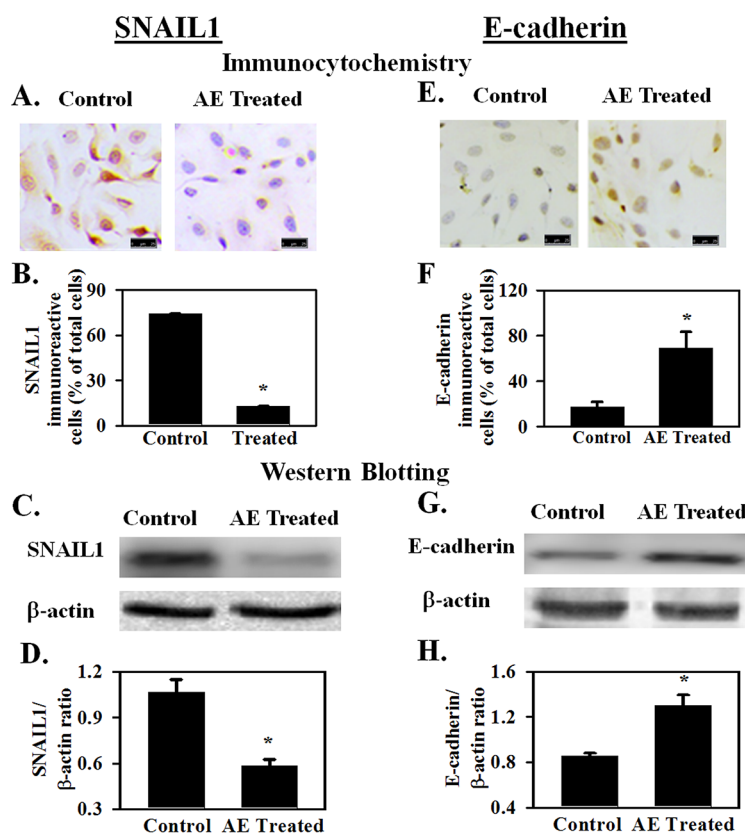 SNAIL1
E-cadherin
Immunocytochemistry
A.
Control
AE Treated
E.
Control
AE Treated
B.
SNAIL1
immunoreactive
cells (% of total cells)
90
60
30
0
*
Control
Treated
F
E-cadherin
immunoreactive
cells (% of total cells)
120
80
40
0
*
Control
AE Treated
Western Blotting
C.
Control
AE Treated
SNAIL1
β-actin
G.
Control
AE Treated
E-cadherin
β-actin
D.
SNAIL1/
β-actin ratio
1.2
0.9
0.6
0.3
*
Control
AE Treated
H.
E-cadherin/
β-actin ratio
1.6
1.2
0.8
0.4
*
Control
AE Treated